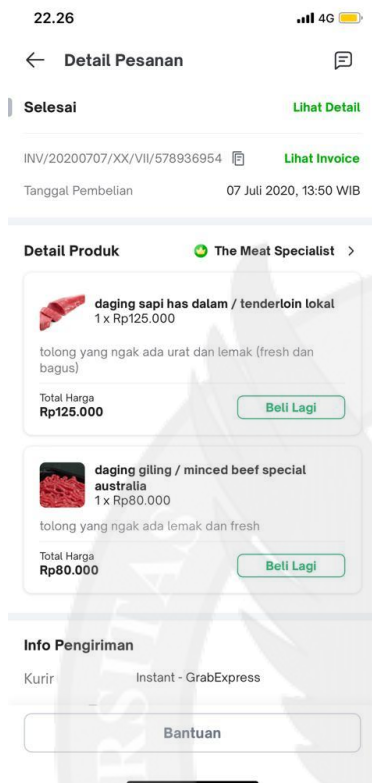 22.26
4G
Detail Pesanan
Selesai
Lihat Detail
INV/20200707/XX/VII/578936954
Lihat Invoice
Tanggal Pembelian
07 Juli 2020, 13:50 WIB
Detail Produk
The Meat Specialist
daging sapi has dalam / tenderloin lokal
1 x Rp125.000
tolong yang ngak ada urat dan lemak (fresh dan
bagus)
Total Harga
Rp125.000
Beli Lagi
daging giling / minced beef special
australia
1 x Rp80.000
tolong yang ngak ada lemak dan fresh
Total Harga
Rp80.000
Beli Lagi
Info Pengiriman
Kurir
Instant - GrabExpress
Bantuan